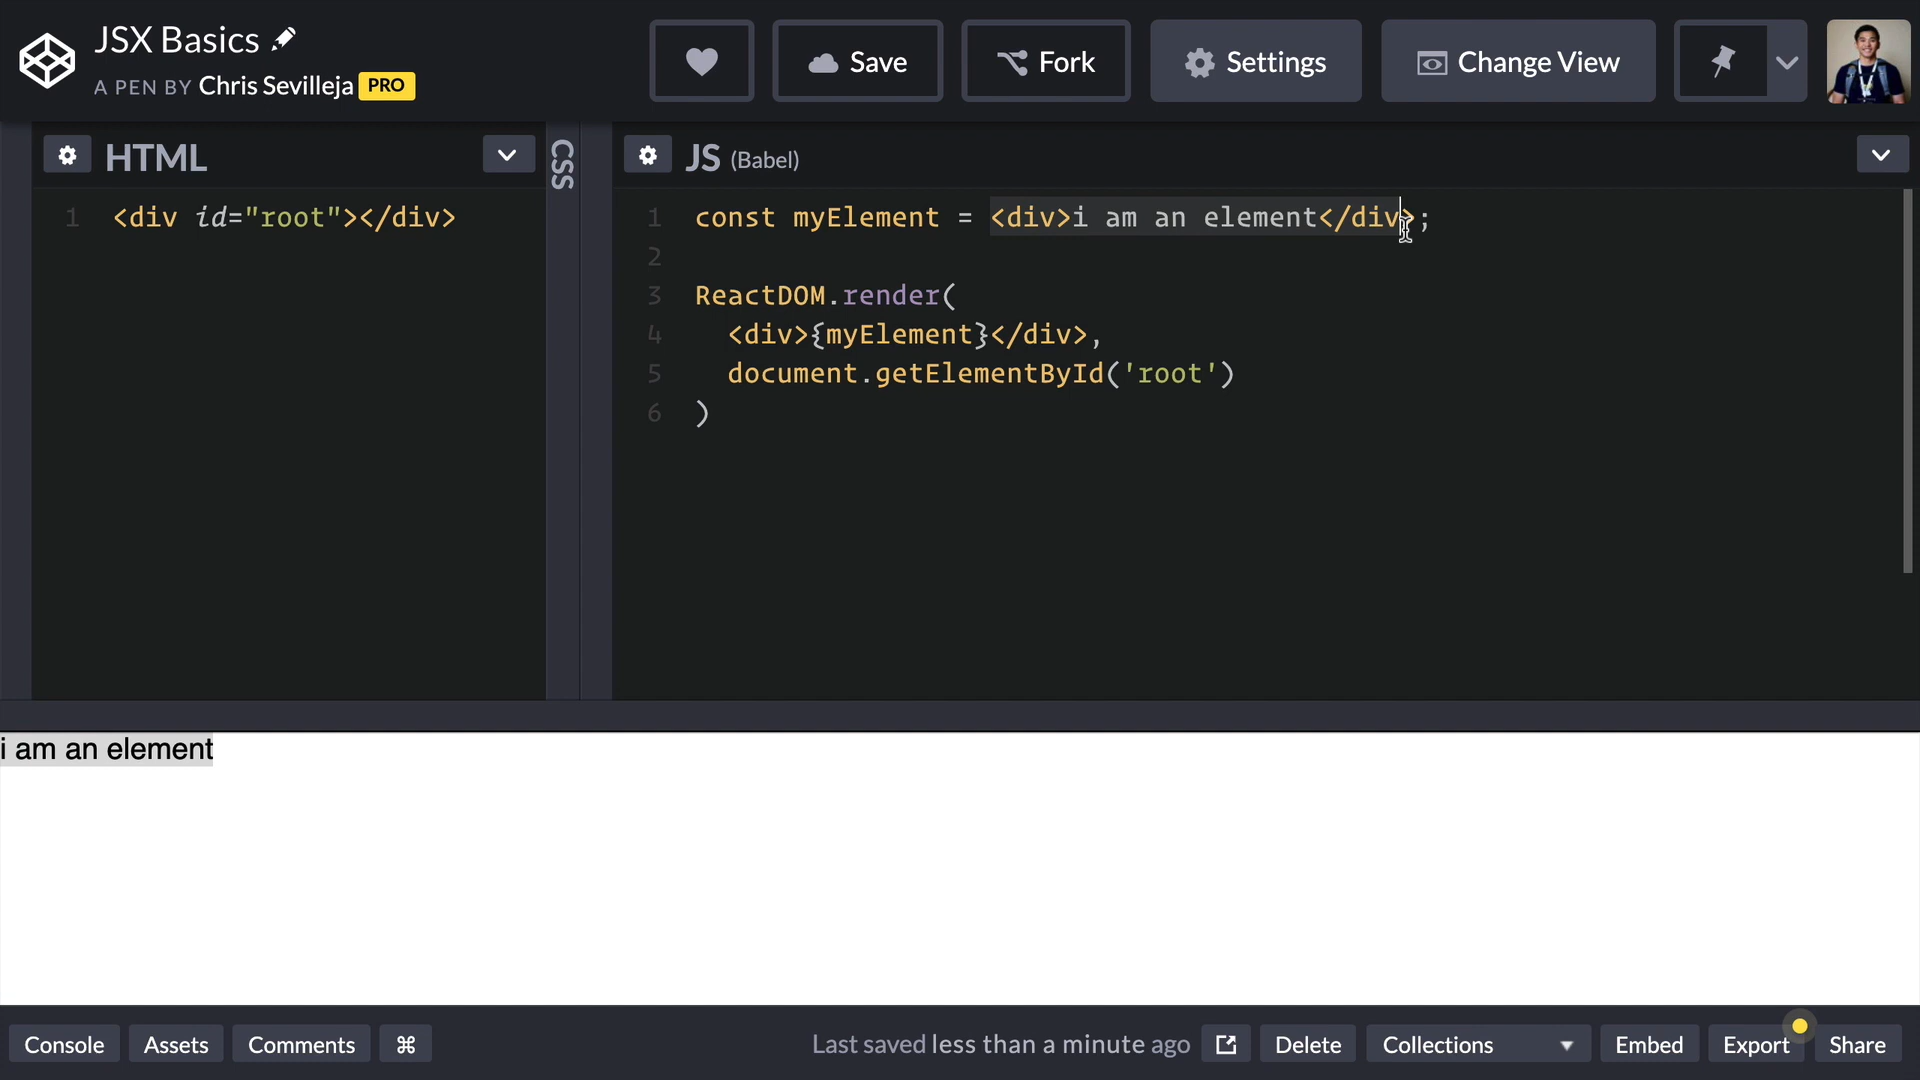 JSX Basics
A PEN BY Chris Sevilleja PRO
Save
Fork
Settings
Change View
HTML
CSS
JS (Babel)
1 <div id="root"></div>
1 const myElement = <div>i am an element</div>;
2
3 ReactDOM.render(
4 <div>{myElement}</div>,
5 document.getElementById('root')
6 )
i am an element
Console
Assets
Comments
⌘
Last saved less than a minute ago
Delete
Collections
Embed
Export
Share